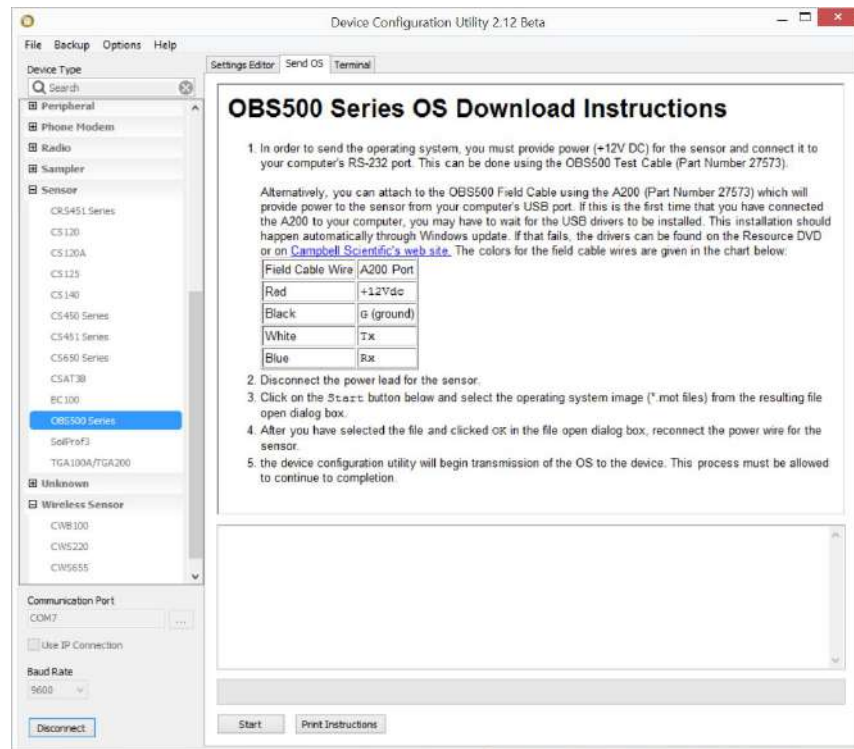 Device Configuration Utility 2.12 Beta
File Backup Options Help
Device Type
Search
Peripheral
Phone Modem
Radio
Sampler
Sensor
CRS451 Series
CS120
CS120A
CS125
CS140
CS450 Series
CS451 Series
CS650 Series
CSAT3B
EC100
OBS500 Series
SoilProf3
TGA100A/TGA200
Unknown
Wireless Sensor
CWB100
CWS220
CWS655
Communication Port
COM7
...
Use IP Connection
Baud Rate
9600
Disconnect
Settings Editor Send OS Terminal
OBS500 Series OS Download Instructions
1. In order to send the operating system, you must provide power (+12V DC) for the sensor and connect it to
your computer's RS-232 port. This can be done using the OBS500 Test Cable (Part Number 27573).
Alternatively, you can attach to the OBS500 Field Cable using the A200 (Part Number 27573) which will
provide power to the sensor from your computer's USB port. If this is the first time that you have connected
the A200 to your computer, you may have to wait for the USB drivers to be installed. This installation should
happen automatically through Windows update. If that fails, the drivers can be found on the Resource DVD
or on Campbell Scientific's web site. The colors for the field cable wires are given in the chart below:
Field Cable Wire A200 Port
Red +12Vdc
Black G (ground)
White Tx
Blue Rx
2. Disconnect the power lead for the sensor.
3. Click on the Start button below and select the operating system image (*.mot files) from the resulting file
open dialog box.
4. After you have selected the file and clicked OK in the file open dialog box, reconnect the power wire for the
sensor.
5. the device configuration utility will begin transmission of the OS to the device. This process must be allowed
to continue to completion.
Start Print Instructions